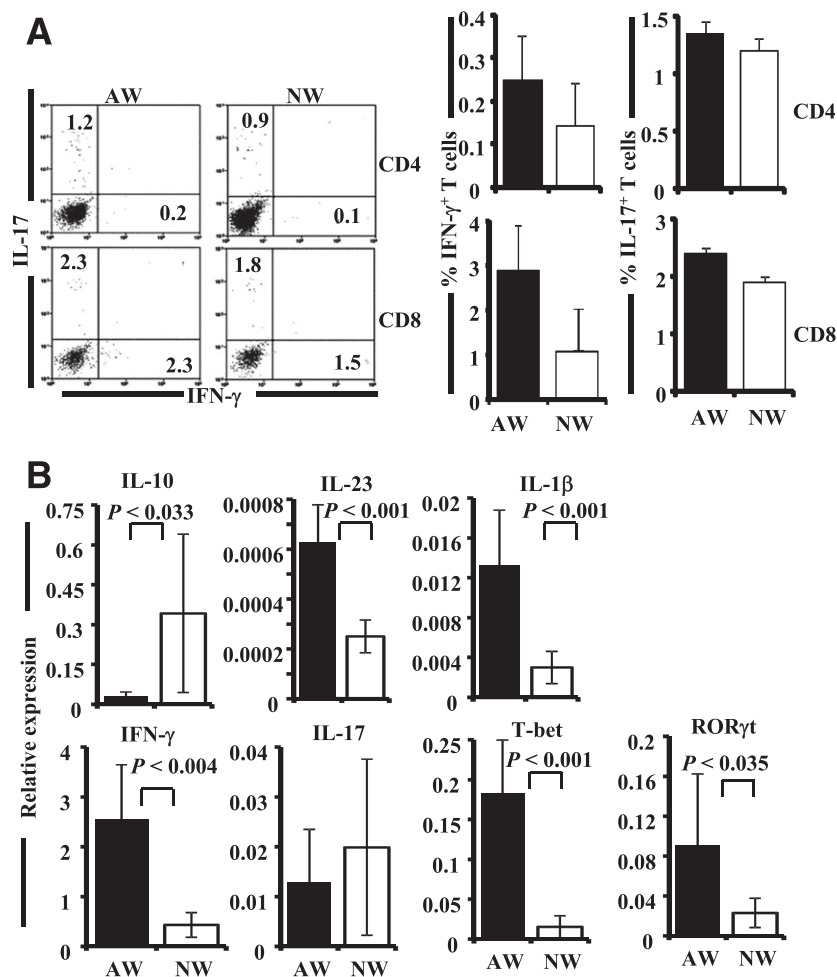 A
AW
NW
1.2
0.9
CD4
0.2
0.1
2.3
1.8
CD8
2.3
1.5
IL-17
IFN-γ
% IFN-γ+ T cells
0.4
0.3
0.2
0.1
0
4
3
2
1
0
AW NW
% IL-17+ T cells
1.5
1
0.5
0
CD4
3
2
1
0
CD8
AW NW
B
Relative expression
IL-10
P < 0.033
0.75
0.6
0.45
0.3
0.15
0
IL-23
P < 0.001
0.0008
0.0006
0.0004
0.0002
0
IL-1β
P < 0.001
0.02
0.016
0.012
0.008
0.004
0
IFN-γ
P < 0.004
4
3
2
1
0
AW NW
IL-17
0.04
0.03
0.02
0.01
0
AW NW
T-bet
P < 0.001
0.25
0.2
0.15
0.1
0.05
0
AW NW
RORγt
P < 0.035
0.2
0.16
0.12
0.08
0.04
0
AW NW